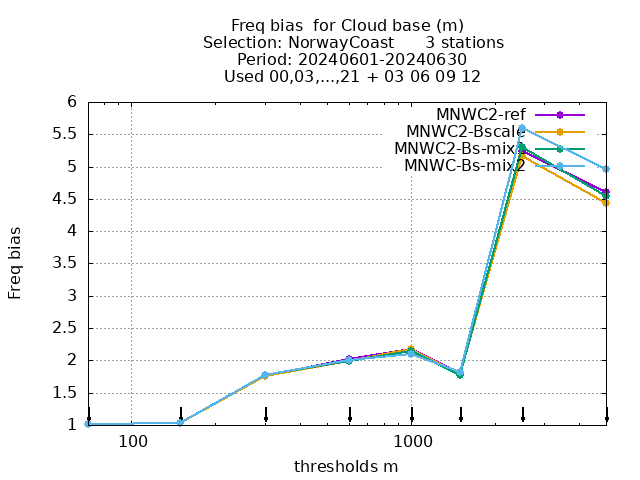 Freq bias  for Cloud base (m)
Selection: NorwayCoast      3 stations
Period: 20240601-20240630
Used 00,03,...,21 + 03 06 09 12
MNWC2-ref
MNWC2-Bscale
MNWC2-Bs-mix
MNWC-Bs-mix2
Freq bias
6
5.5
5
4.5
4
3.5
3
2.5
2
1.5
1
100
1000
thresholds m